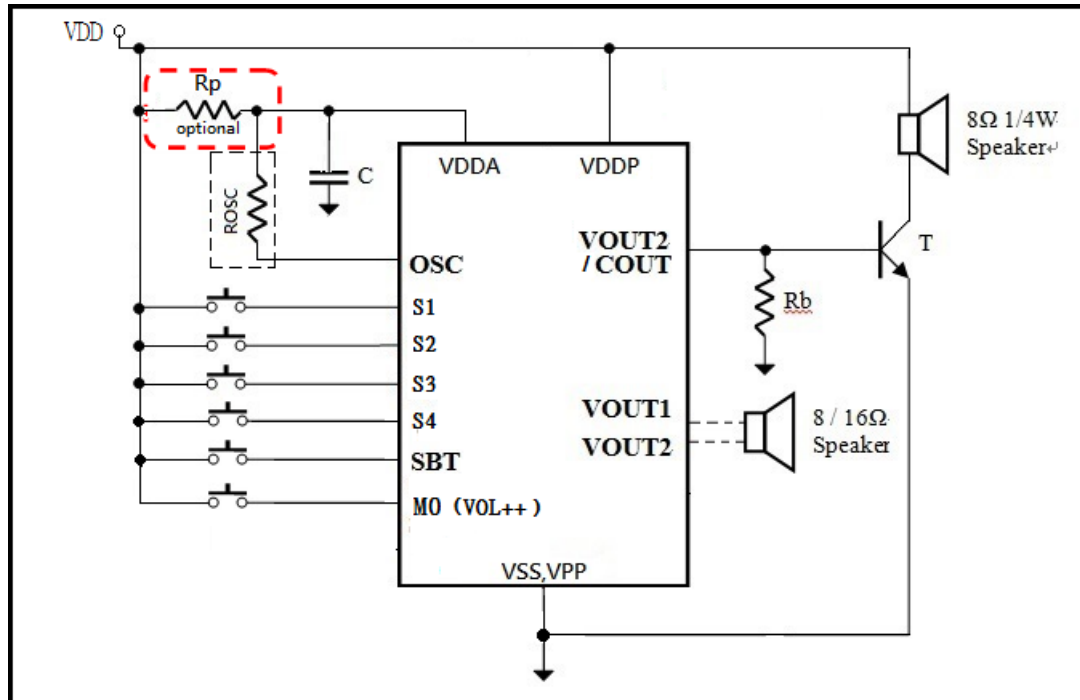 VDD
Rp
optional
ROSC
C
VDDA
VDDP
8Ω 1/4W
Speaker↵
OSC
VOUT2
/ COUT
T
S1
Rb
S2
S3
S4
VOUT1
VOUT2
8 / 16Ω
Speaker
SBT
MO (VOL++)
VSS,VPP